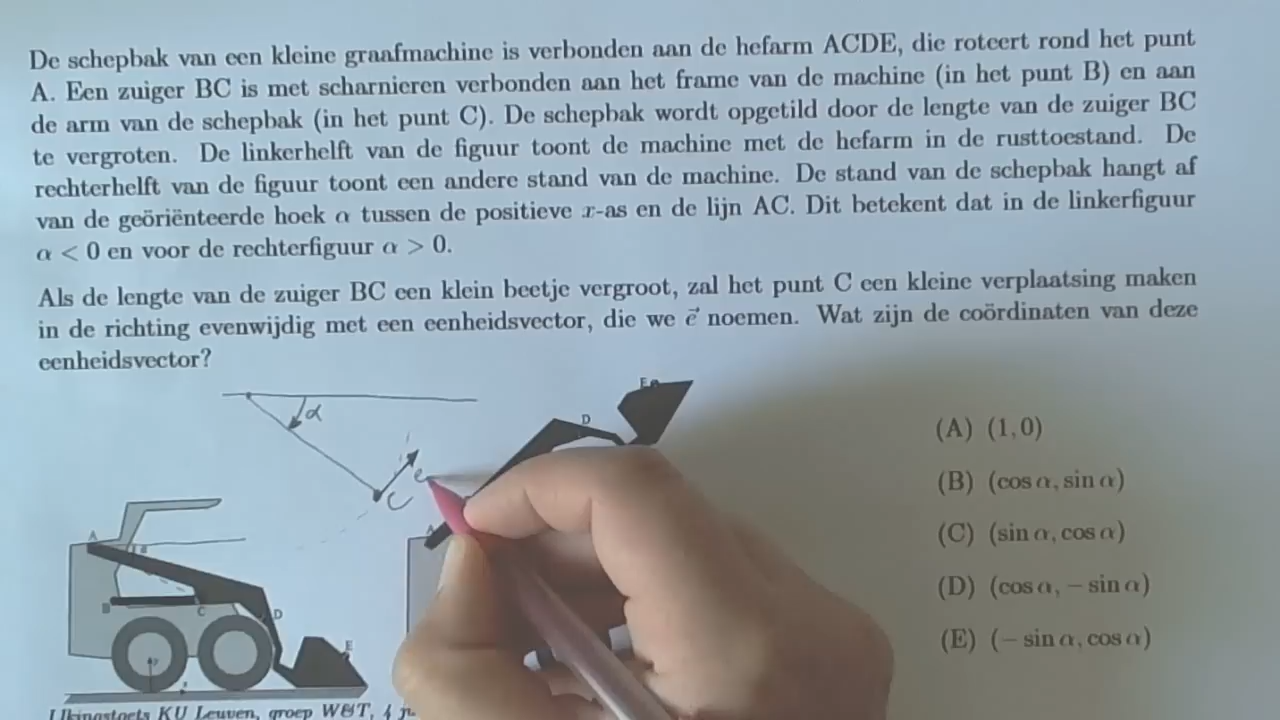 De schepbak van een kleine graafmachine is verbonden aan de hefarm ACDE, die roteert rond het punt
A. Een zuiger BC is met scharnieren verbonden aan het frame van de machine (in het punt B) en aan
de arm van de schepbak (in het punt C). De schepbak wordt opgetild door de lengte van de zuiger BC
te vergroten. De linkerhelft van de figuur toont de machine met de hefarm in de rusttoestand. De
rechterhelft van de figuur toont een andere stand van de machine. De stand van de schepbak hangt af
van de geöriënteerde hoek α tussen de positieve x-as en de lijn AC. Dit betekent dat in de linkerfiguur
α < 0 en voor de rechterfiguur α > 0.
Als de lengte van de zuiger BC een klein beetje vergroot, zal het punt C een kleine verplaatsing maken
in de richting evenwijdig met een eenheidsvector, die we e⃗ noemen. Wat zijn de coördinaten van deze
eenheidsvector?
α
C
e
E
D
A
A
B
C
D
E
y
(A) (1, 0)
(B) (cos α, sin α)
(C) (sin α, cos α)
(D) (cos α, − sin α)
(E) (− sin α, cos α)
IJkingstoets KU Leuven, groep W&T, 4